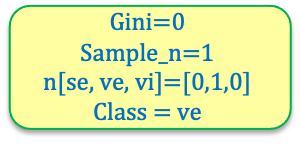 Gini=0
Sample_n=1
n[se, ve, vi]=[0,1,0]
Class = ve